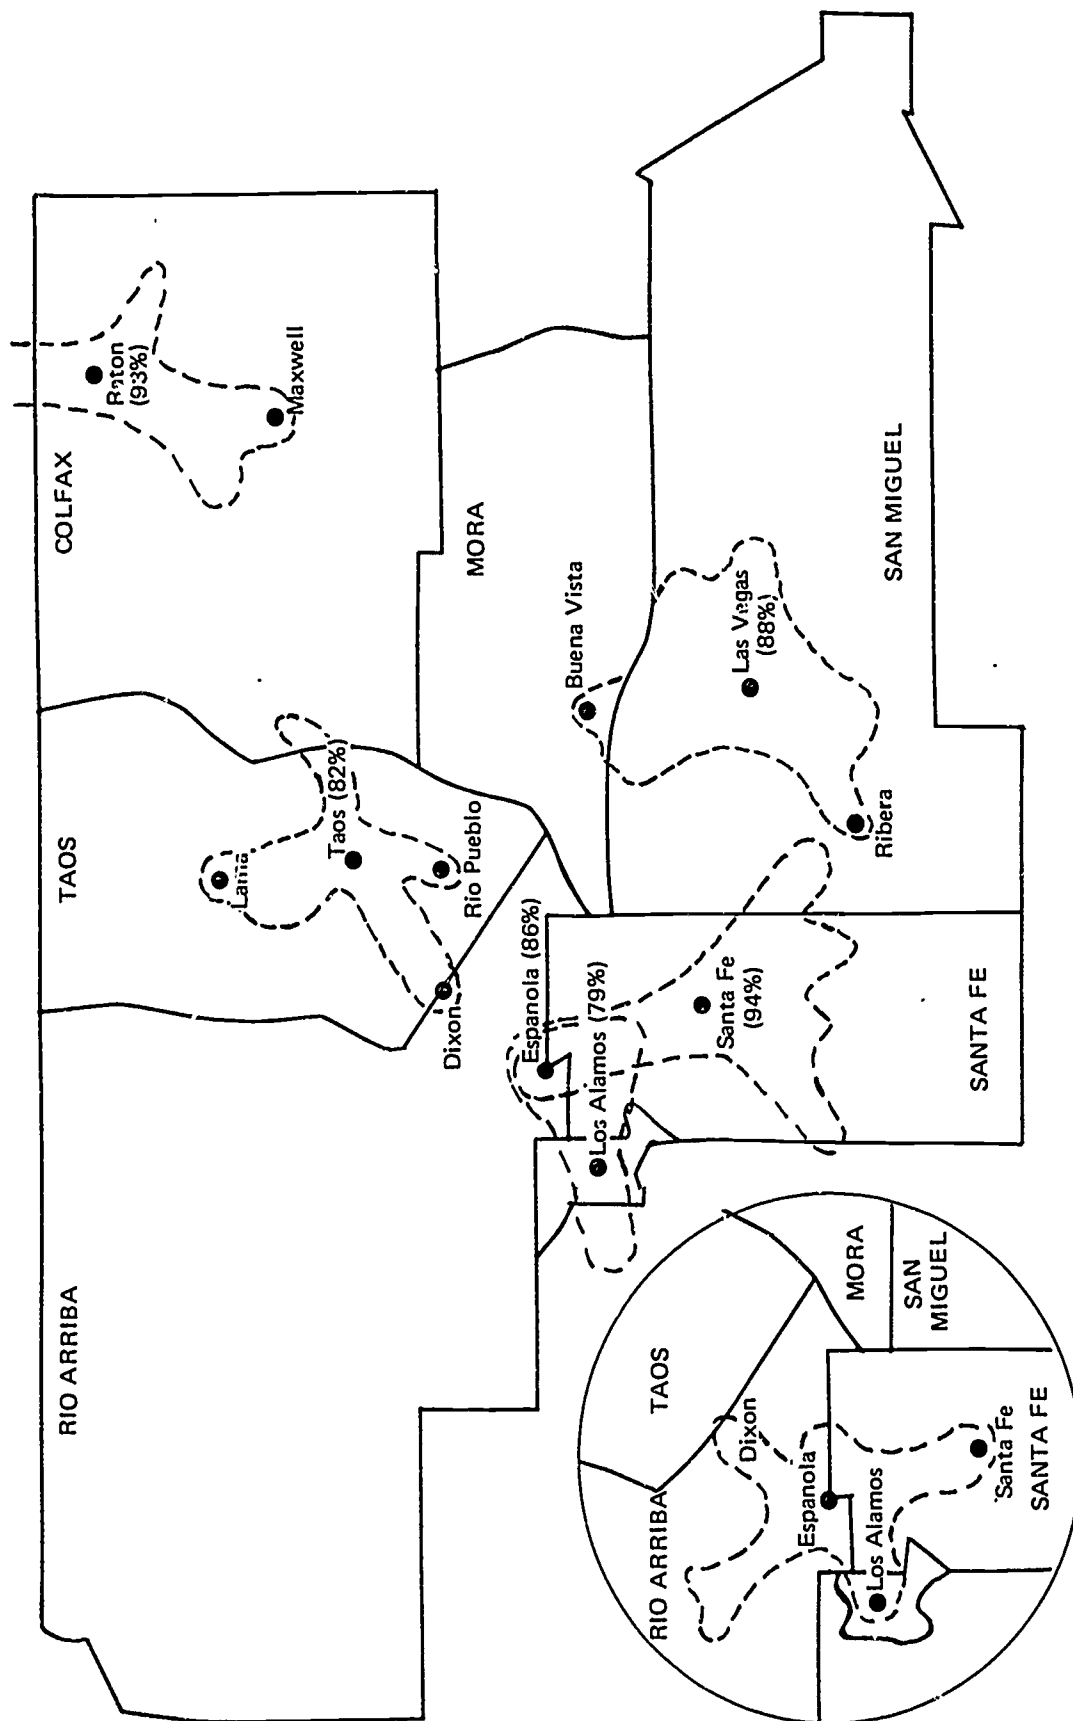 RIO ARRIBA
TAOS
COLFAX
Raton
(93%)
Maxwell
Lama
Taos (82%)
Rio Pueblo
Dixon
MORA
Buena Vista
Espanola (86%)
Los Alamos (79%)
Santa Fe
(94%)
Las Vegas
(88%)
Ribera
SAN MIGUEL
SANTA FE
TAOS
RIO ARRIBA
Dixon
MORA
Espanola
SAN
MIGUEL
Los Alamos
Santa Fe
SANTA FE